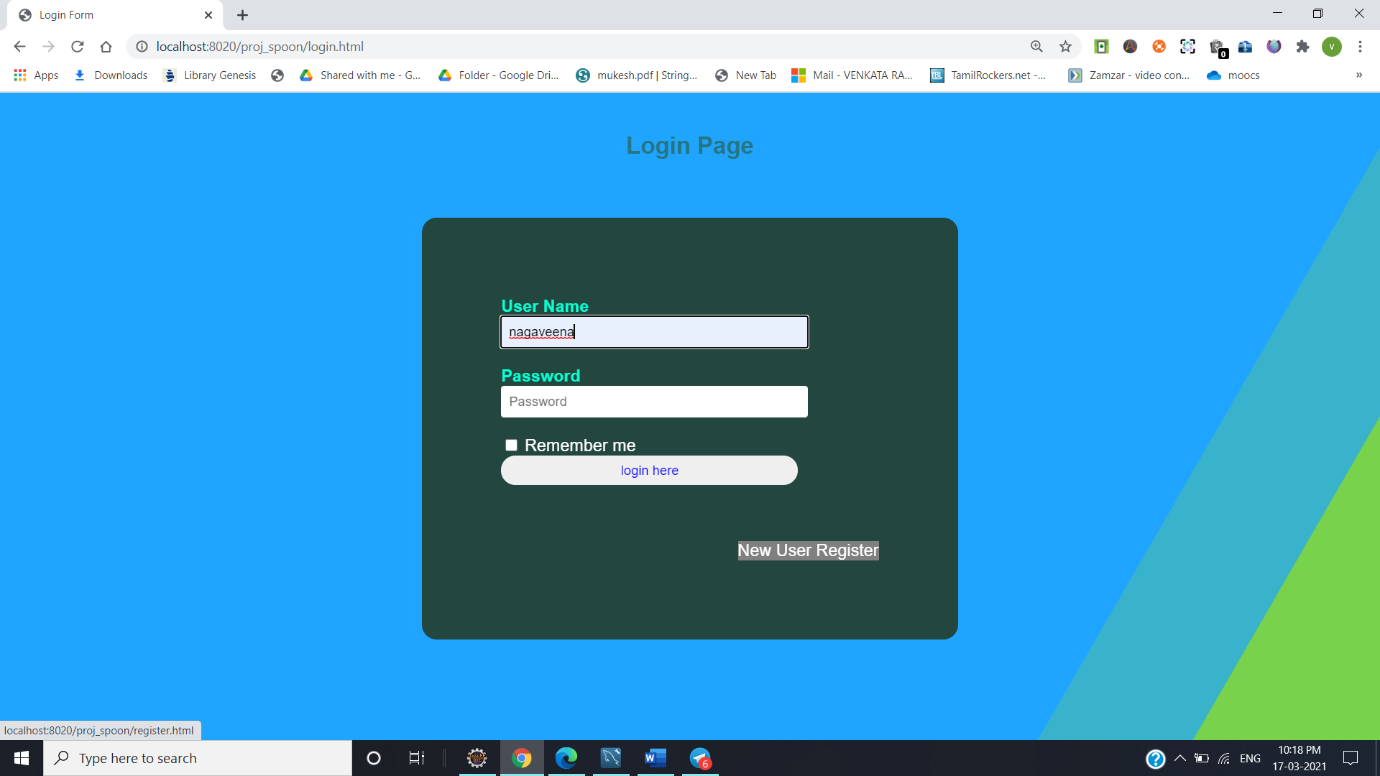 Login Form
localhost:8020/proj_spoon/login.html
0
V
Apps Downloads Library Genesis Shared with me - G... Folder - Google Dri... mukesh.pdf | String... New Tab Mail - VENKATA RA... TamilRockers.net -... Zamzar - video con... moocs »
Login Page
User Name
nagaveena
Password
Password
Remember me
login here
New User Register
localhost:8020/proj_spoon/register.html
Type here to search
6
ENG
10:18 PM
17-03-2021